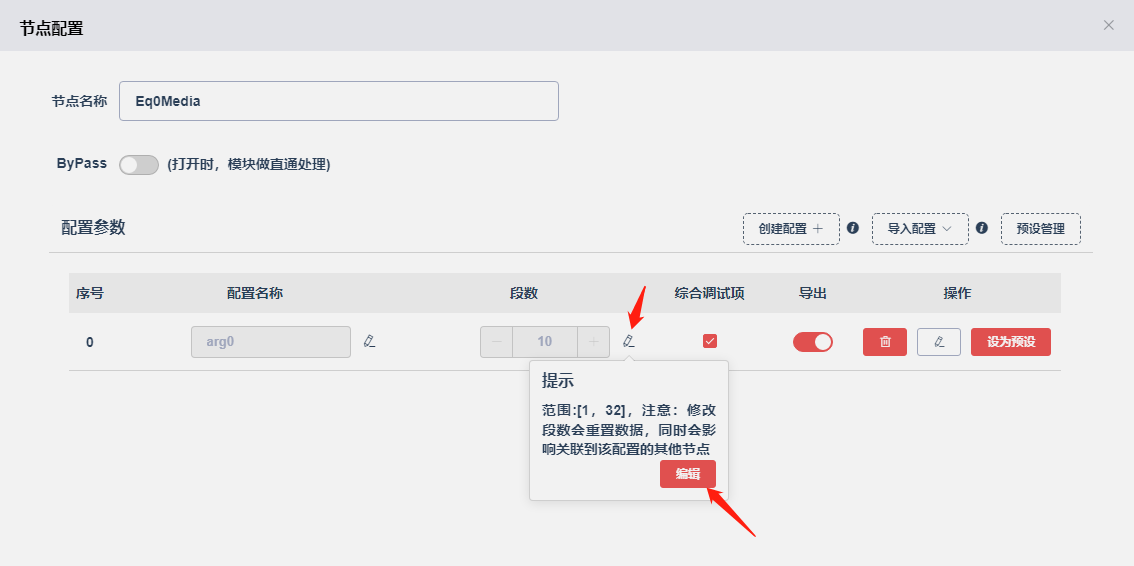 节点配置
节点名称 Eq0Media
ByPass (打开时，模块做直通处理)
配置参数 创建配置 导入配置 预设管理
序号 配置名称 段数 综合调试项 导出 操作
0 arg0 10 设为预设
提示
范围:[1，32]，注意：修改
段数会重置数据，同时会影
响关联到该配置的其他节点
编辑